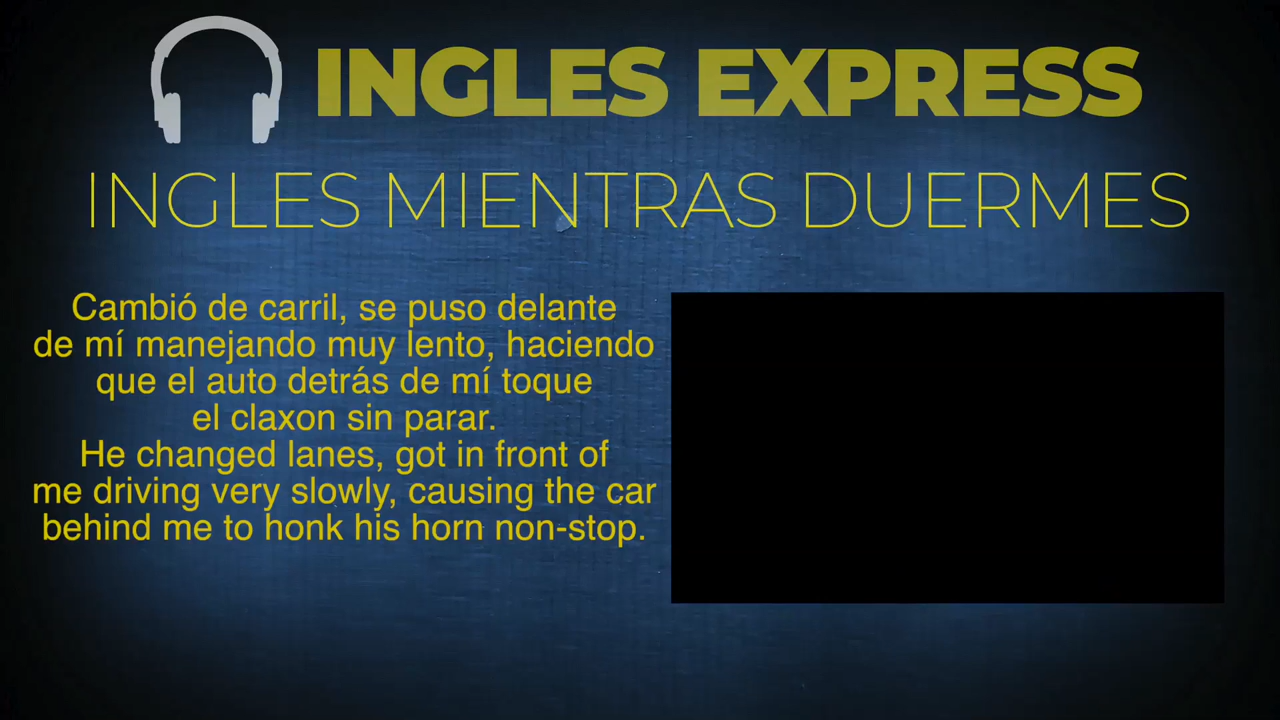 INGLES EXPRESS
INGLES MIENTRAS DUERMES
Cambió de carril, se puso delante
de mí manejando muy lento, haciendo
que el auto detrás de mí toque
el claxon sin parar.
He changed lanes, got in front of
me driving very slowly, causing the car
behind me to honk his horn non-stop.